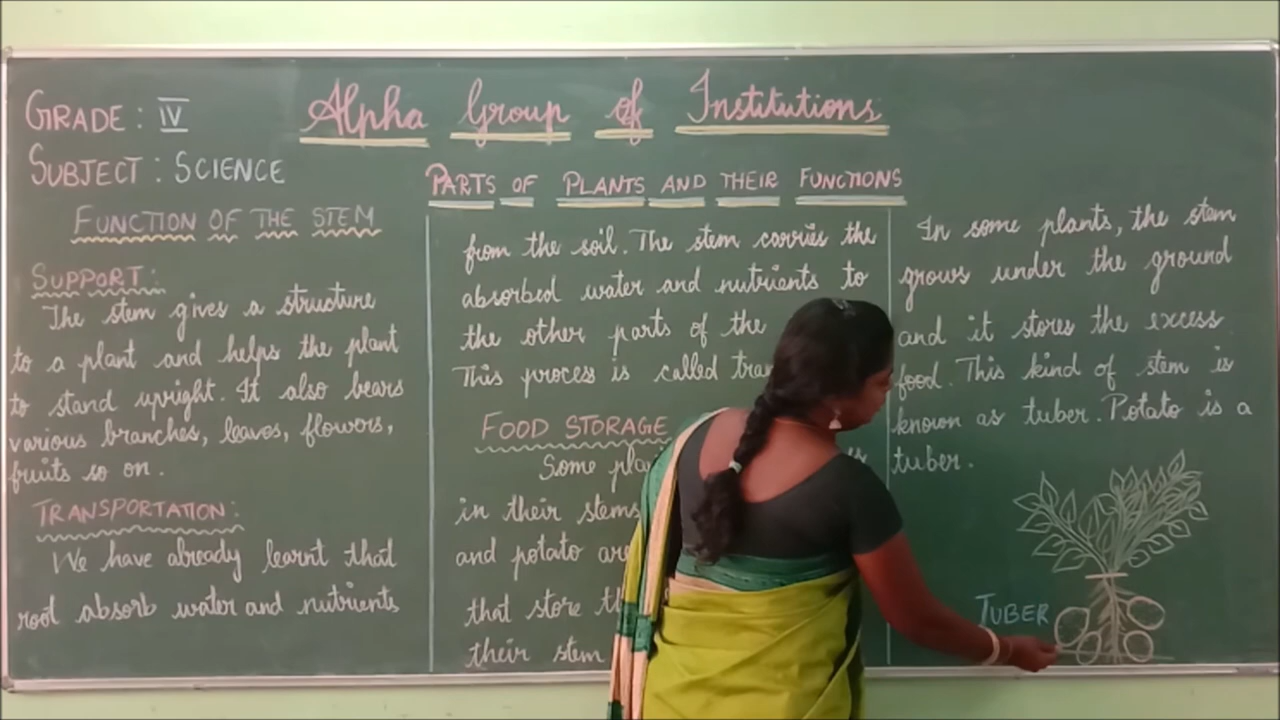 GRADE : IV
Alpha Group of Institutions
SUBJECT : SCIENCE
PARTS OF PLANTS AND THEIR FUNCTIONS
FUNCTION OF THE STEM
SUPPORT :
The stem gives a structure
to a plant and helps the plant
to stand upright. It also bears
various branches, leaves, flowers,
fruits so on.
TRANSPORTATION :
We have already learnt that
root absorb water and nutrients
from the soil. The stem carries the
absorbed water and nutrients to
the other parts of the
This process is called
FOOD STORAGE
Some
in their stems
and potato are
that store
their stem
In some plants, the stem
grows under the ground
and it stores the excess
food. This kind of stem is
known as tuber. Potato is a
tuber.
TUBER